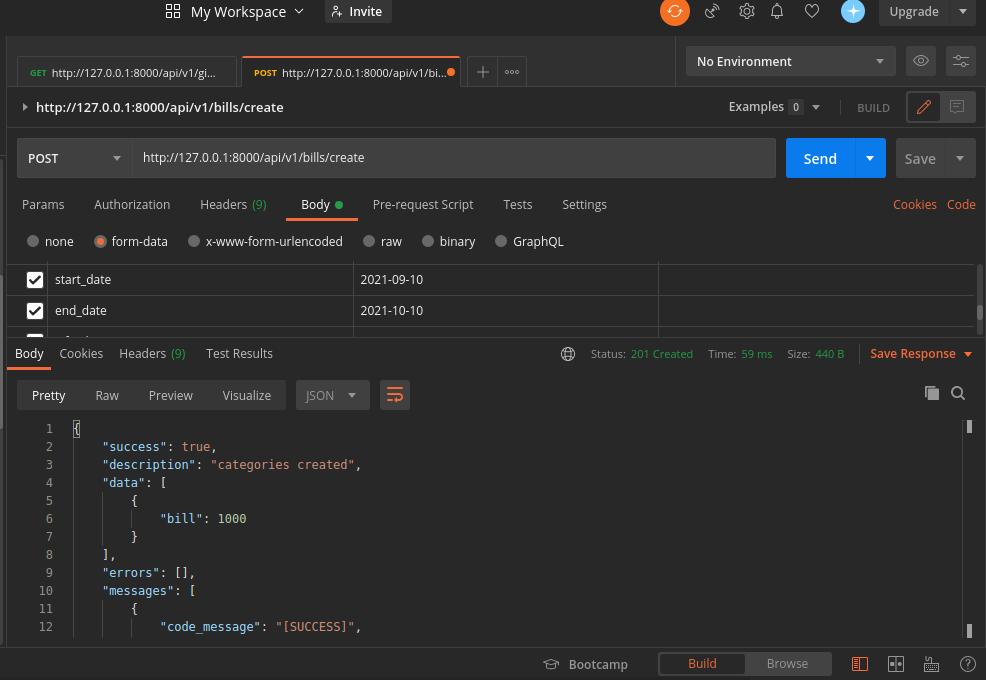 My Workspace Invite Upgrade
GET http://127.0.0.1:8000/api/v1/gi... POST http://127.0.0.1:8000/api/v1/bi... No Environment
http://127.0.0.1:8000/api/v1/bills/create Examples 0 BUILD
POST http://127.0.0.1:8000/api/v1/bills/create Send Save
Params Authorization Headers (9) Body Pre-request Script Tests Settings Cookies Code
none form-data x-www-form-urlencoded raw binary GraphQL
start_date 2021-09-10
end_date 2021-10-10
Body Cookies Headers (9) Test Results Status: 201 Created Time: 59 ms Size: 440 B Save Response
Pretty Raw Preview Visualize JSON
1 {
2 "success": true,
3 "description": "categories created",
4 "data": [
5 {
6 "bill": 1000
7 }
8 ],
9 "errors": [],
10 "messages": [
11 {
12 "code_message": "[SUCCESS]",
Bootcamp Build Browse